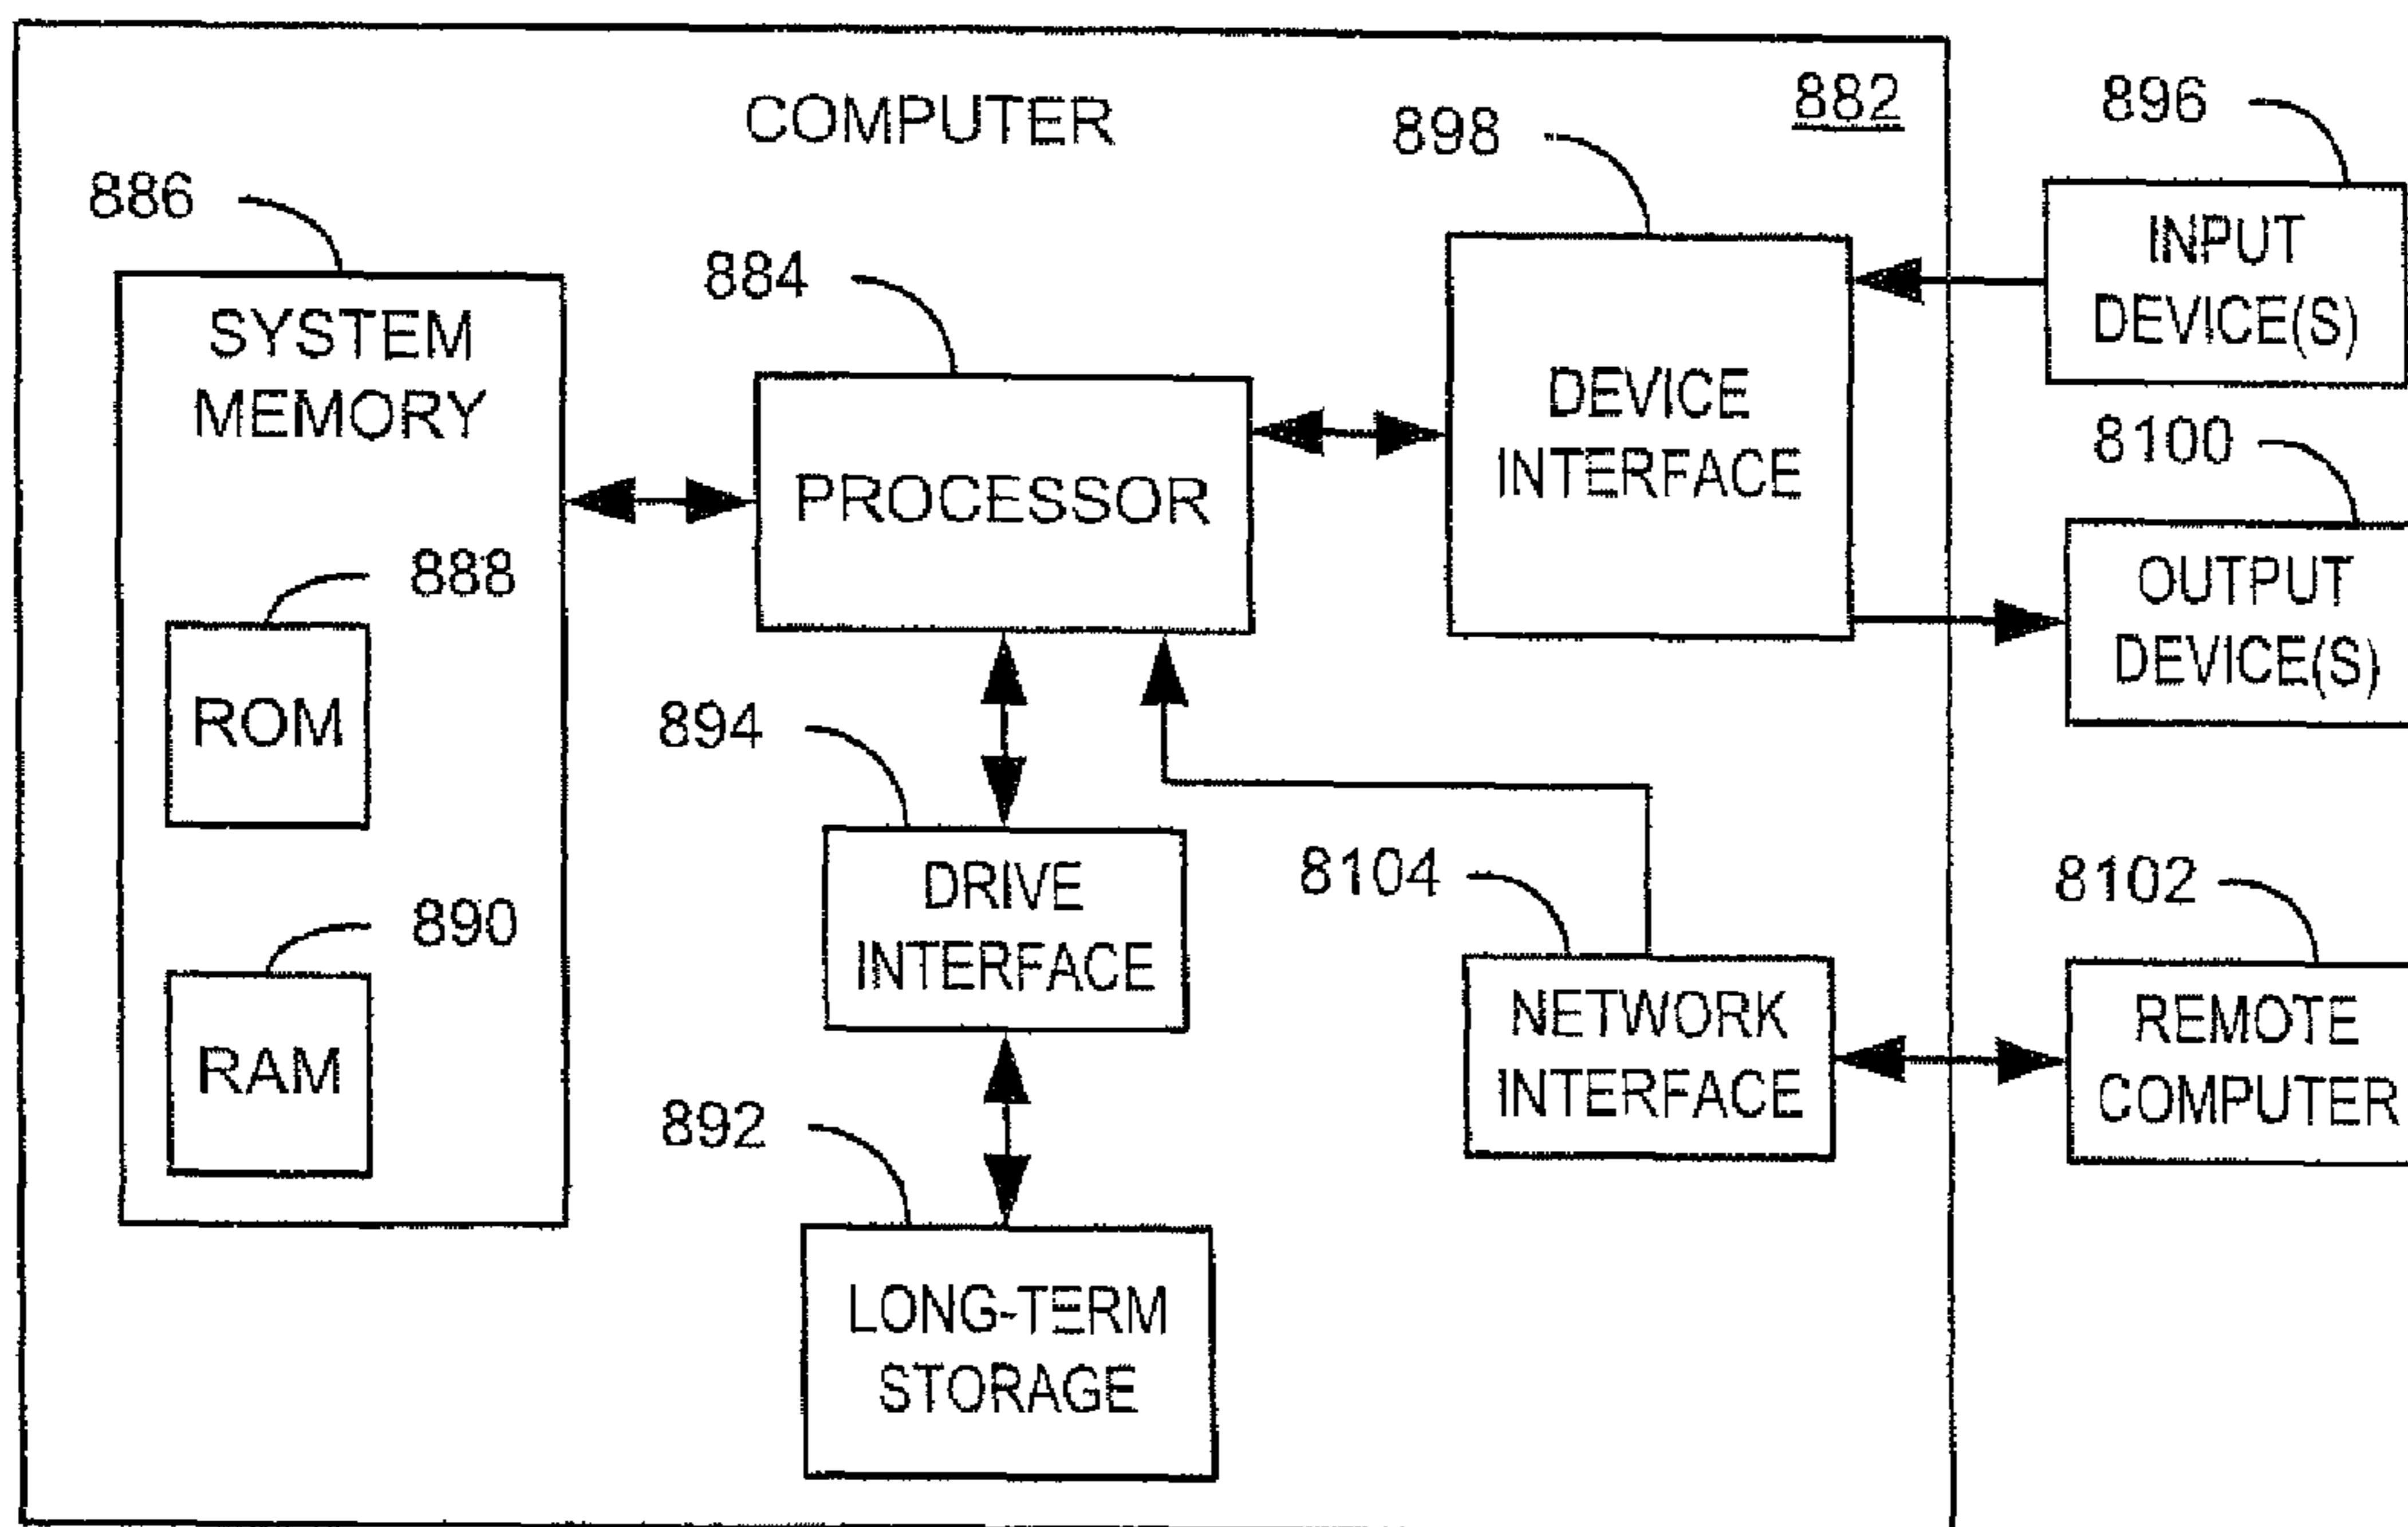 COMPUTER
882
886
SYSTEM
MEMORY
888
ROM
890
RAM
884
PROCESSOR
894
DRIVE
INTERFACE
892
LONG-TERM
STORAGE
898
DEVICE
INTERFACE
8104
NETWORK
INTERFACE
896
INPUT
DEVICE(S)
8100
OUTPUT
DEVICE(S)
8102
REMOTE
COMPUTER